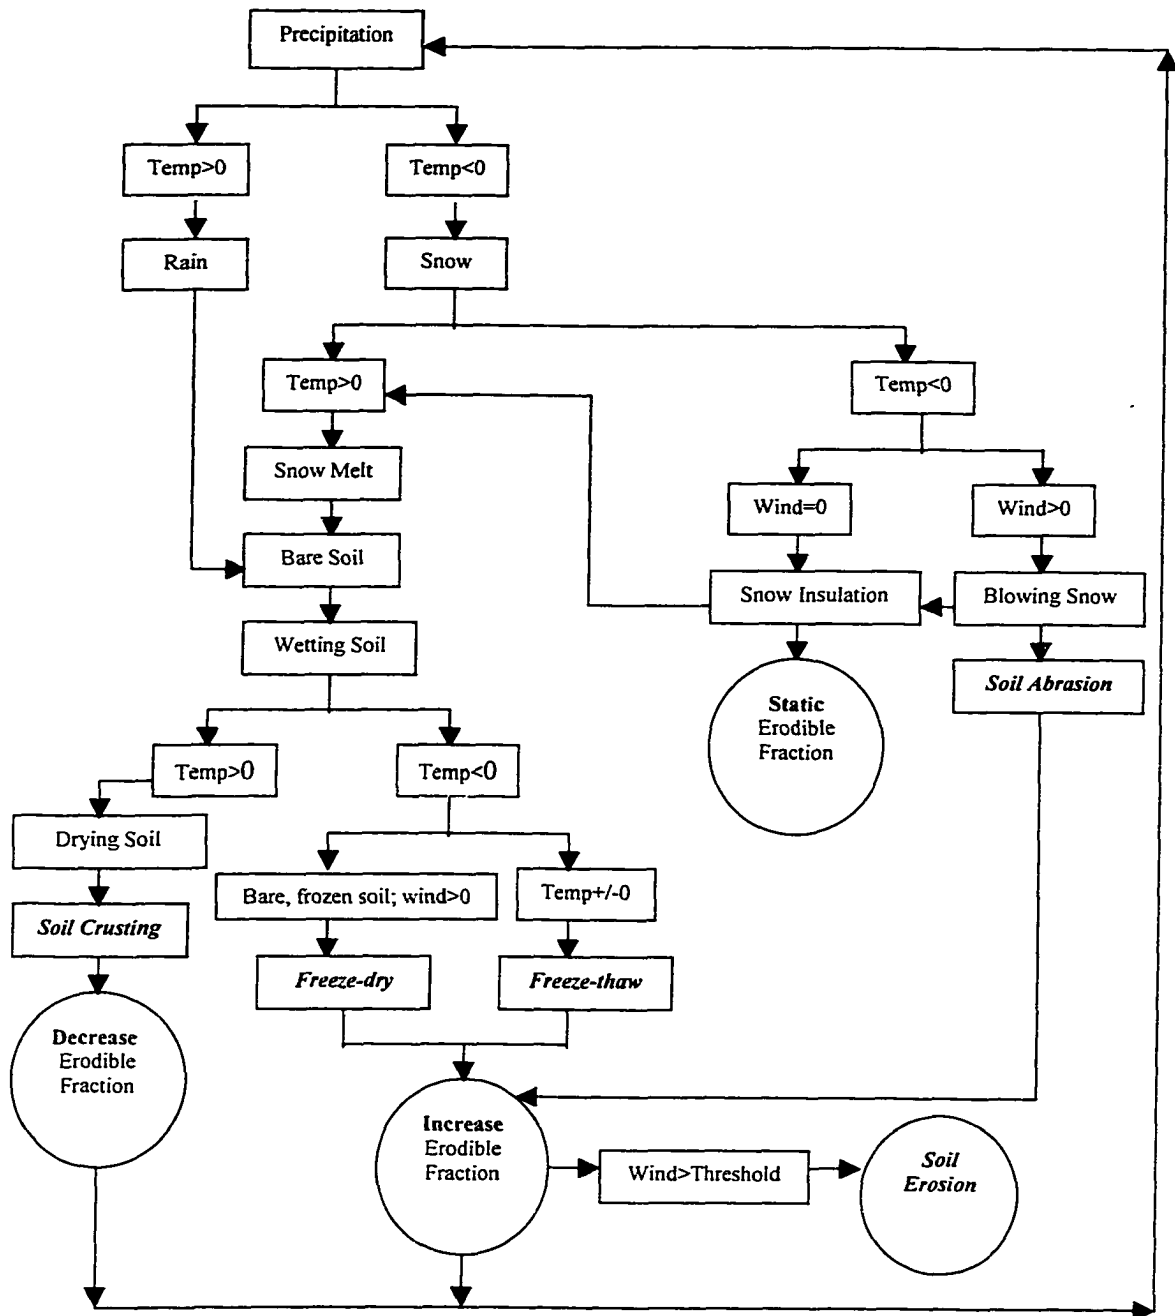 Precipitation
Temp>0
Temp<0
Rain
Snow
Temp>0
Temp<0
Snow Melt
Wind=0
Wind>0
Bare Soil
Snow Insulation
Blowing Snow
Wetting Soil
Soil Abrasion
Static
Erodible
Fraction
Temp>0
Temp<0
Drying Soil
Bare, frozen soil; wind>0
Temp+/-0
Soil Crusting
Freeze-dry
Freeze-thaw
Decrease
Erodible
Fraction
Increase
Erodible
Fraction
Wind>Threshold
Soil
Erosion